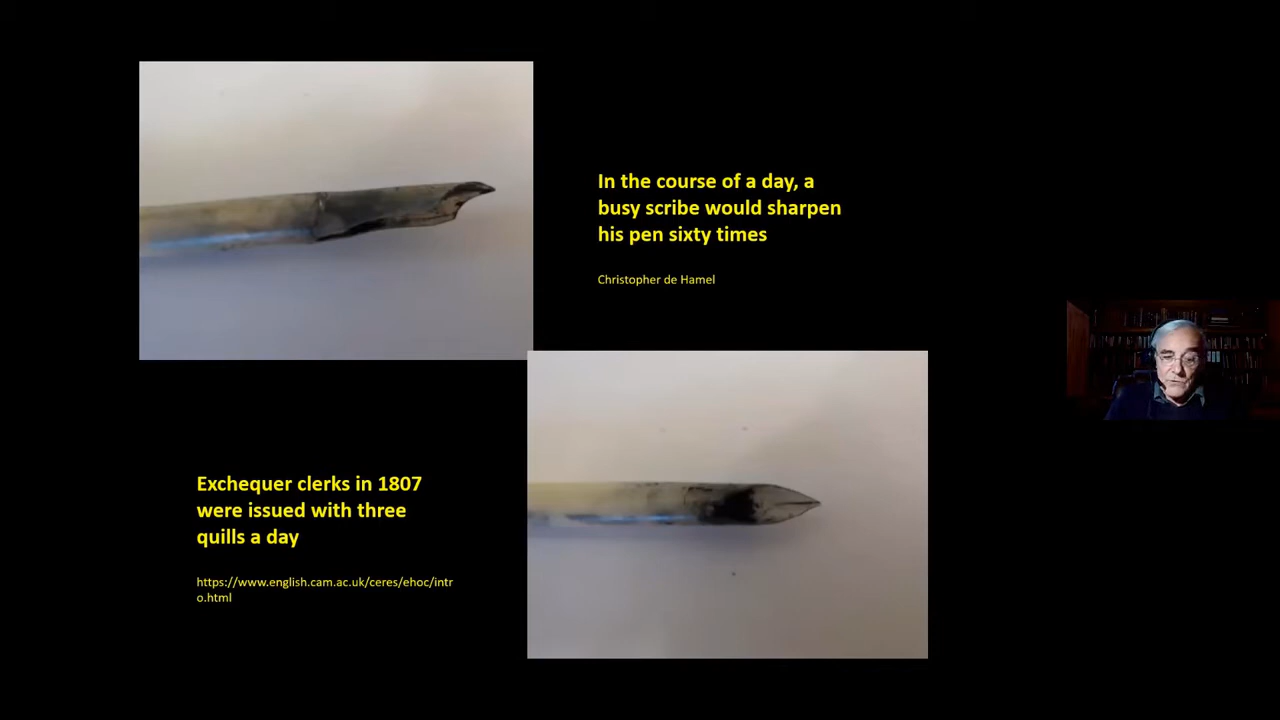 In the course of a day, a
busy scribe would sharpen
his pen sixty times
Christopher de Hamel
Exchequer clerks in 1807
were issued with three
quills a day
https://www.english.cam.ac.uk/ceres/ehoc/intr
o.html